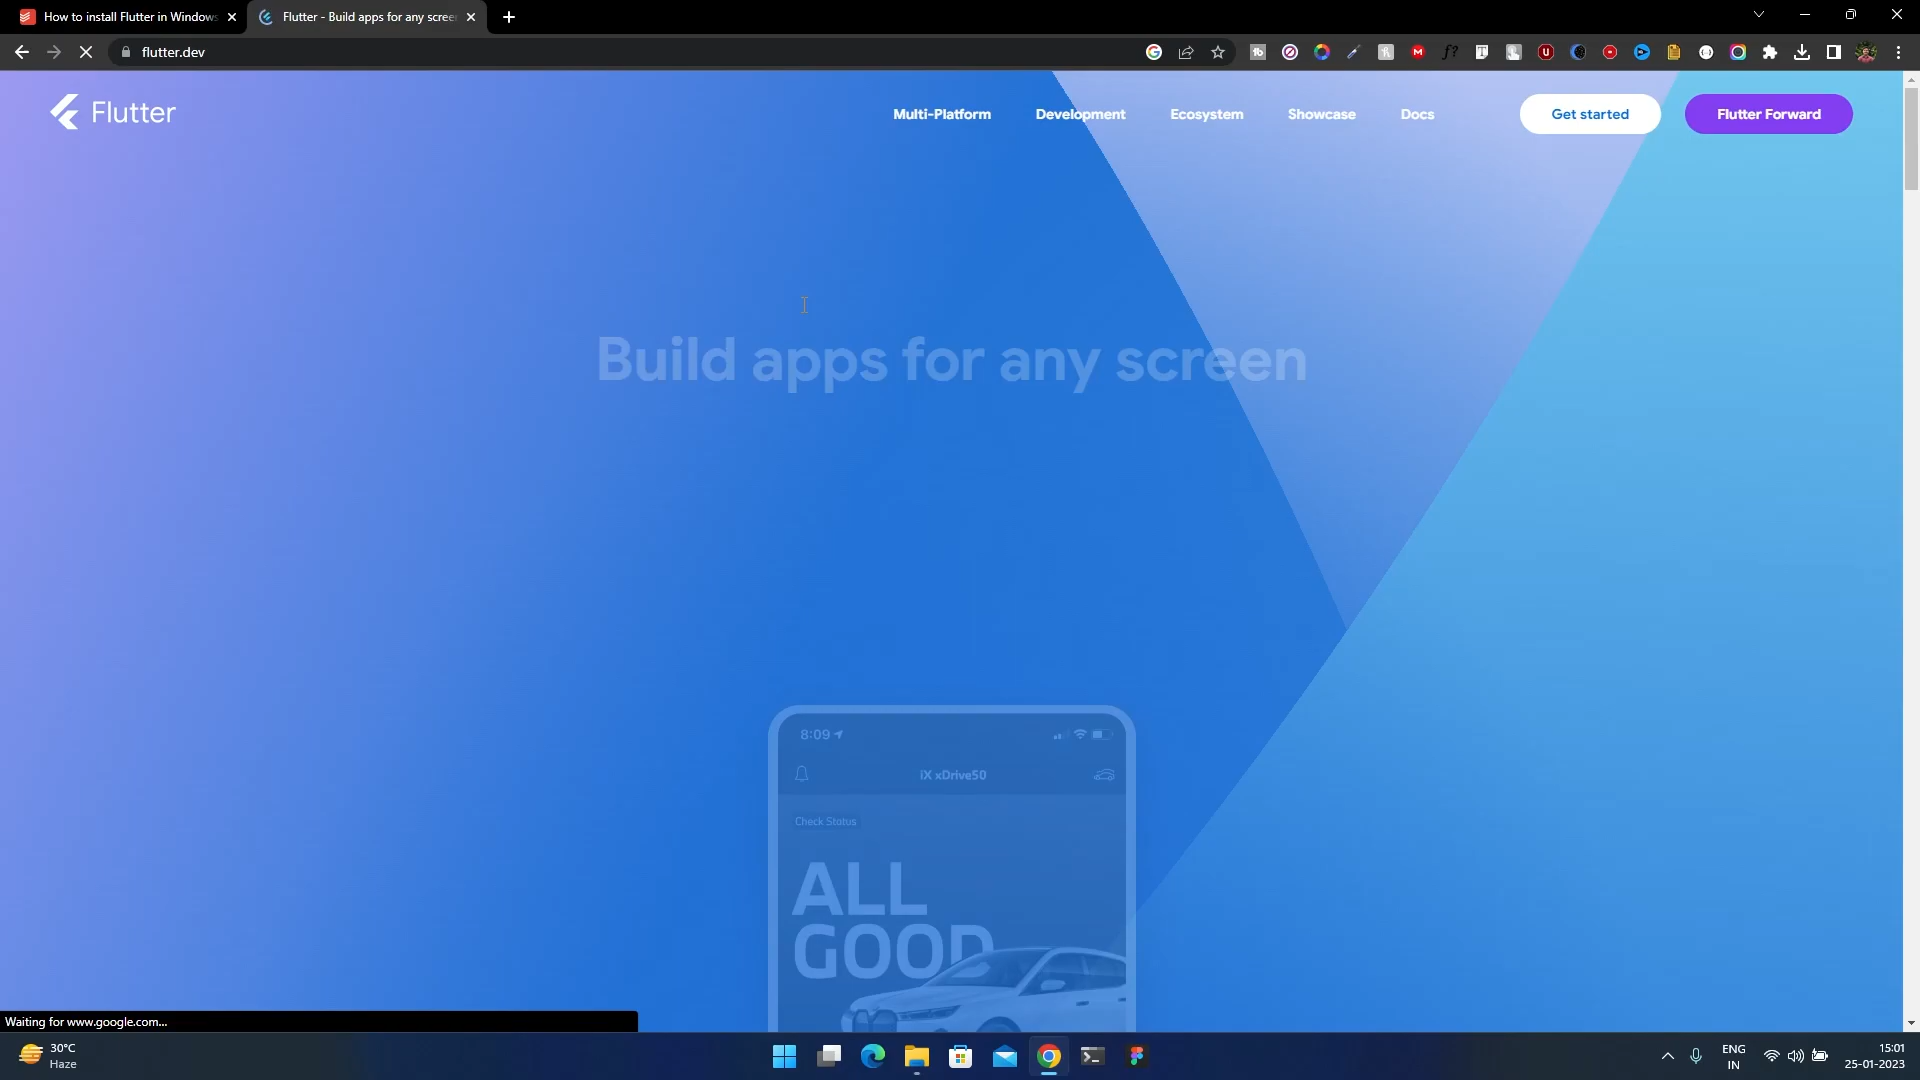 How to install Flutter in Windows
Flutter - Build apps for any scree
flutter.dev
Flutter
Multi-Platform
Development
Ecosystem
Showcase
Docs
Get started
Flutter Forward
Build apps for any screen
8:09
iX xDrive50
Check Status
ALL
GOOD
Waiting for www.google.com...
30°C
Haze
ENG
IN
15:01
25-01-2023